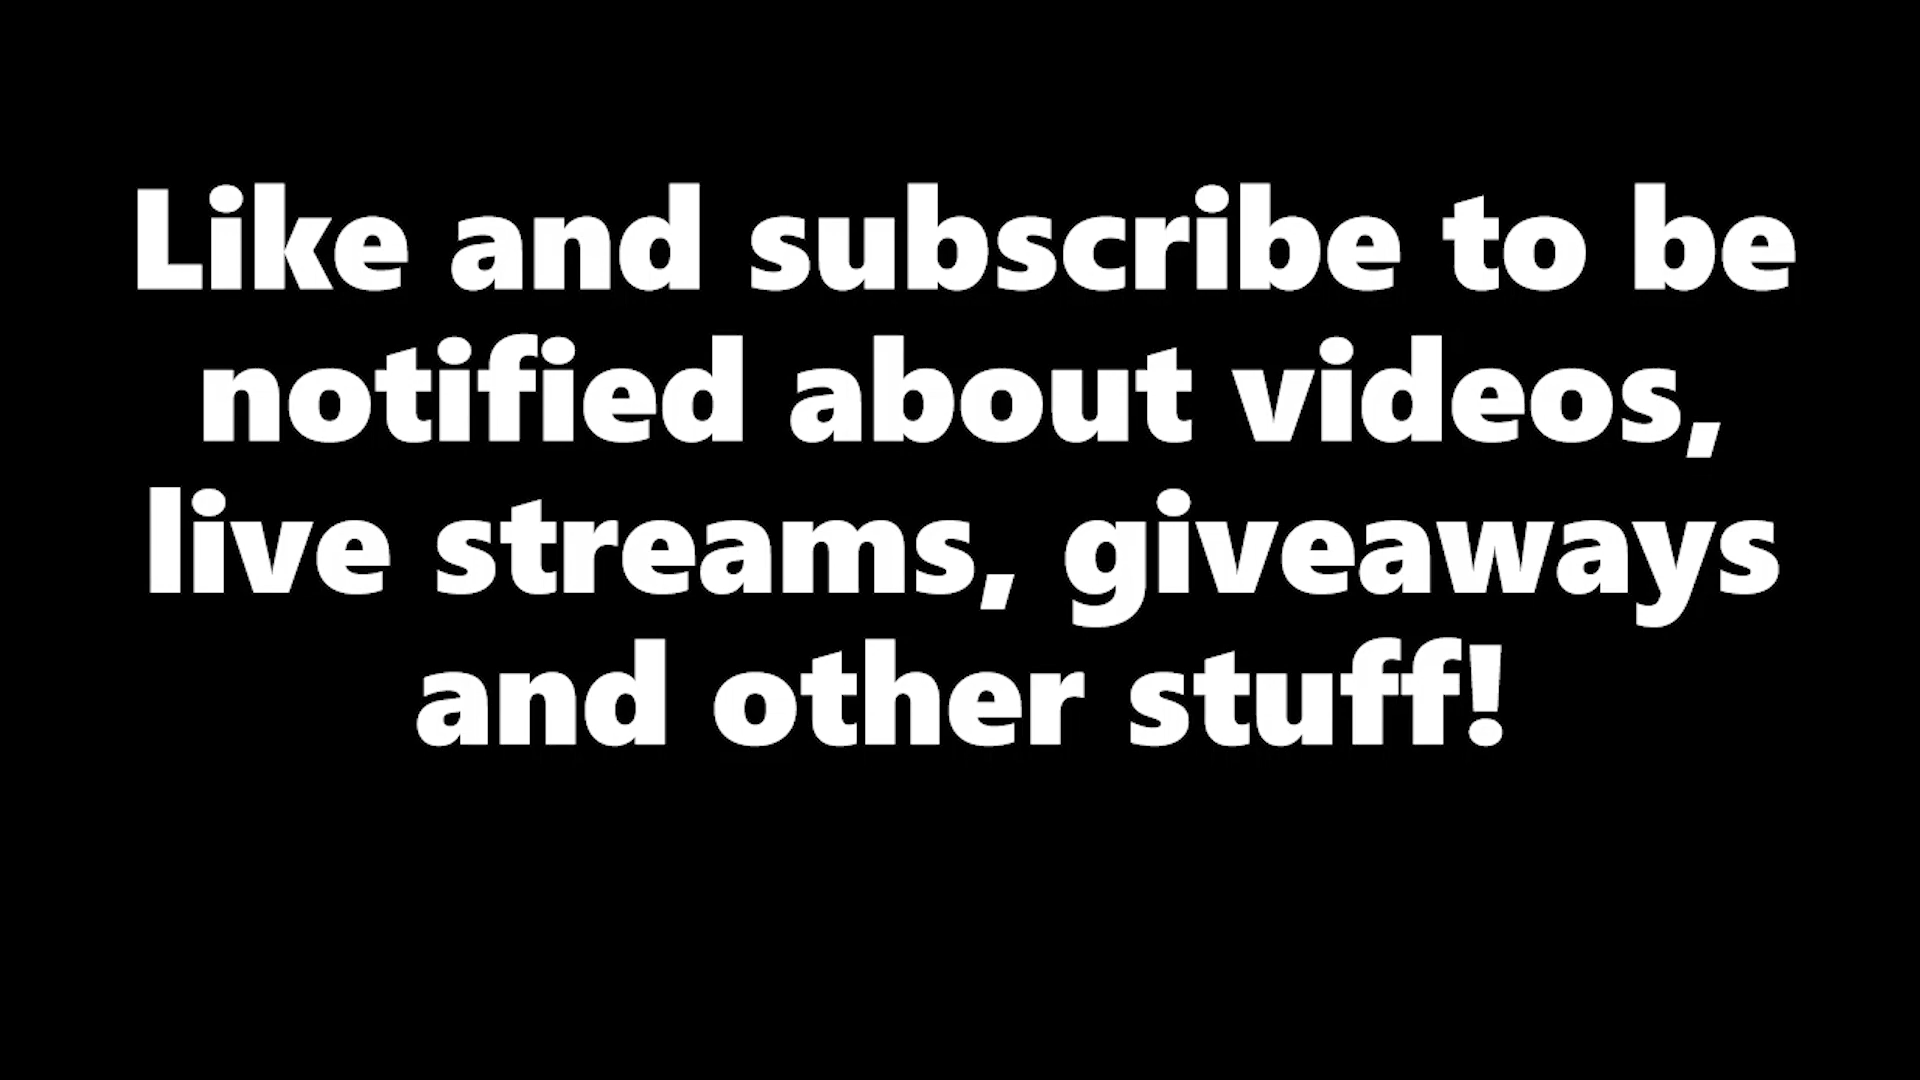 Like and subscribe to be
notified about videos,
live streams, giveaways
and other stuff!